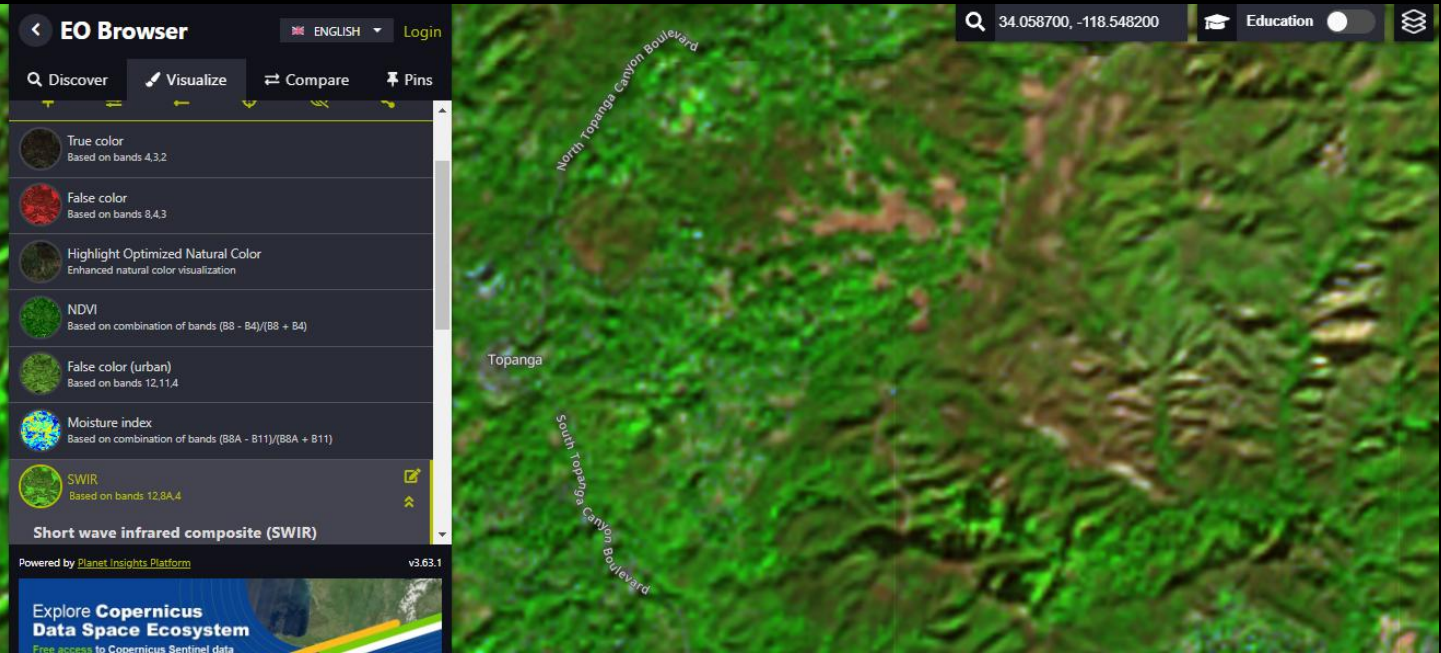 EO Browser
ENGLISH
Login
Discover
Visualize
Compare
Pins
True color
Based on bands 4,3,2
False color
Based on bands 8,4,3
Highlight Optimized Natural Color
Enhanced natural color visualization
NDVI
Based on combination of bands (B8 - B4)/(B8 + B4)
False color (urban)
Based on bands 12,11,4
Moisture index
Based on combination of bands (B8A - B11)/(B8A + B11)
SWIR
Based on bands 12,8A,4
Short wave infrared composite (SWIR)
Powered by Planet Insights Platform
v3.63.1
Explore Copernicus
Data Space Ecosystem
Free access to Copernicus Sentinel data
34.058700, -118.548200
Education
North Topanga Canyon Boulevard
Topanga
South Topanga Canyon Boulevard